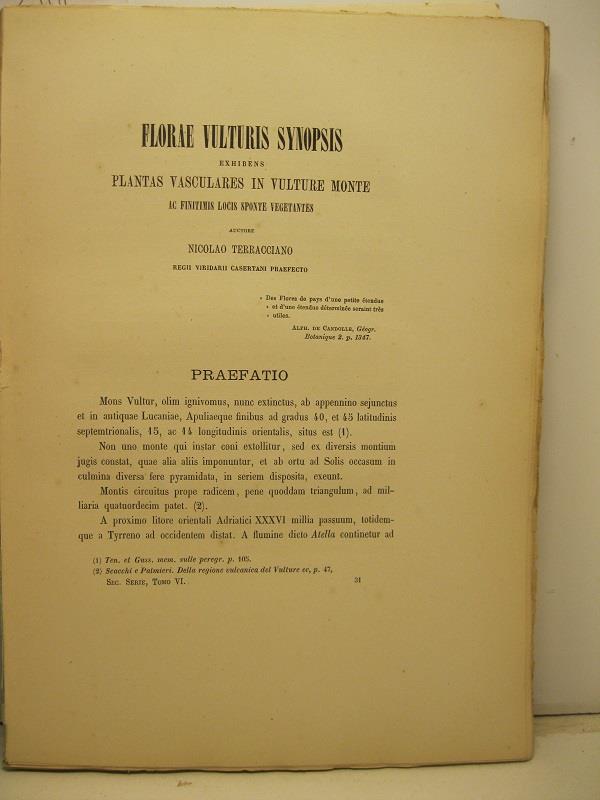 FLORAE VULTURIS SYNOPSIS
EXHIBENS
PLANTAS VASCULARES IN VULTURE MONTE
AC FINITIMIS LOCIS SPONTE VEGETANTES
AUCTORE
NICOLAO TERRACCIANO
REGII VIRIDARII CASERTANI PRAEFECTO
« Des Flores de pays d'une petite étendue
« et d'une étendue déterminée seraint très
« utiles.
ALPH. DE CANDOLLE, Géogr.
Botanique 2. p. 1347.
PRAEFATIO
Mons Vultur, olim ignivomus, nunc extinctus, ab appennino sejunctus
et in antiquae Lucaniae, Apuliaeque finibus ad gradus 40, et 45 latitudinis
septemtrionalis, 15, ac 14 longitudinis orientalis, situs est (1).
Non uno monte qui instar coni extollitur, sed ex diversis montium
jugis constat, quae alia aliis imponuntur, et ab ortu ad Solis occasum in
culmina diversa fere pyramidata, in seriem disposita, exeunt.
Montis circuitus prope radicem, pene quoddam triangulum, ad mil-
liaria quatuordecim patet. (2).
A proximo litore orientali Adriatici XXXVI millia passuum, totidem-
que a Tyrreno ad occidentem distat. A flumine dicto Atella continetur ad
(1) Ten. et Guss. mem. sulle peregr. p. 105.
(2) Scacchi e Palmieri. Della regione vulcanica del Vulture ec, p. 47,
SEC. SERIE, TOMO VI. 31